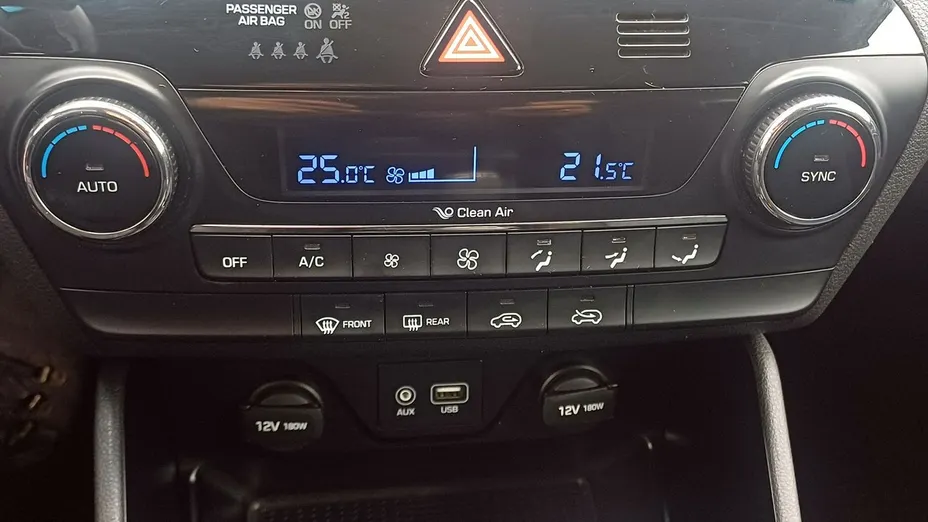 PASSENGER
AIR BAG ON OFF
25.0°C 21.5°C
AUTO SYNC
Clean Air
OFF A/C
FRONT REAR
AUX USB
12V 180W 12V 180W